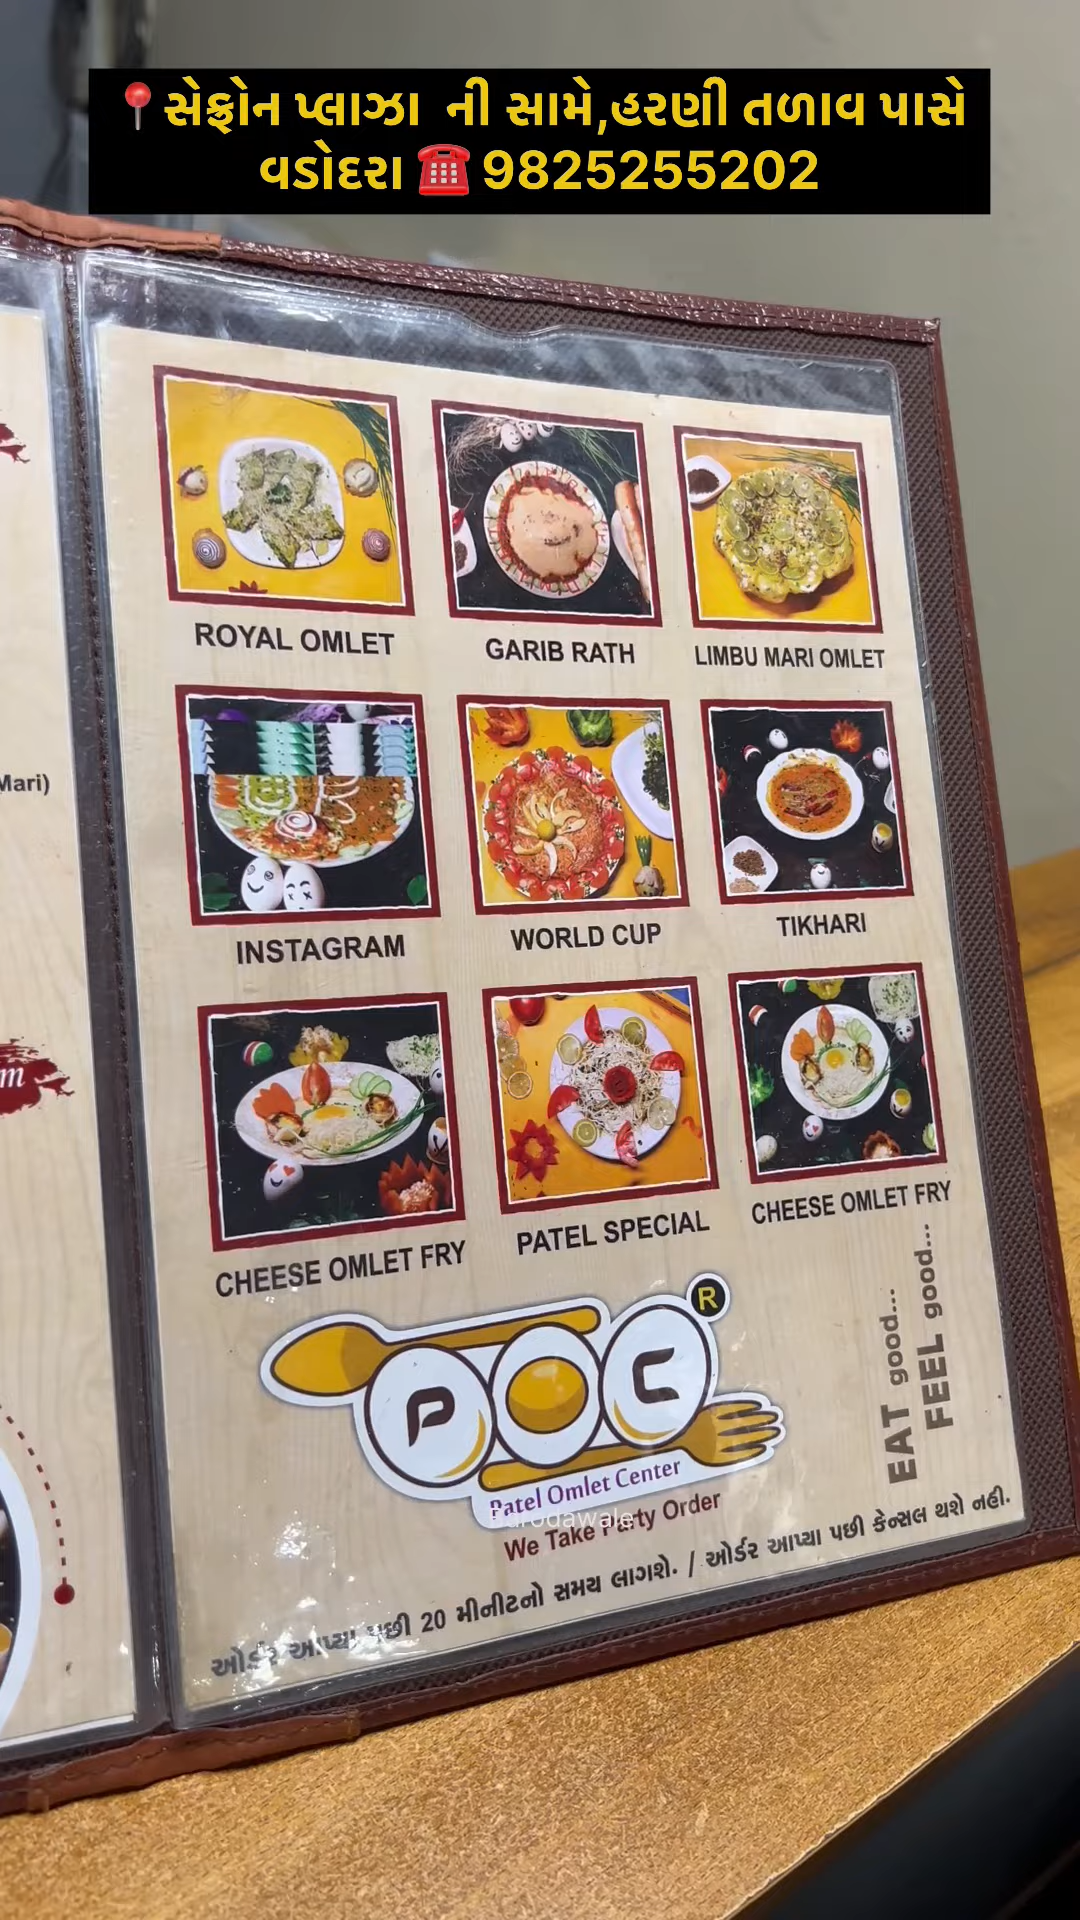 📍સેફ્રોન પ્લાઝા ની સામે,હરણી તળાવ પાસે
વડોદરા ☎️ 9825255202
ROYAL OMLET
GARIB RATH
LIMBU MARI OMLET
Mari)
INSTAGRAM
WORLD CUP
TIKHARI
m
CHEESE OMLET FRY
PATEL SPECIAL
CHEESE OMLET FRY
POC
R
Patel Omlet Center
We Take Party Order
EAT good...
FEEL good...
ઓર્ડર આપ્યા પછી 20 મીનીટનો સમય લાગશે. / ઓર્ડર આપ્યા પછી કેન્સલ થશે નહી.